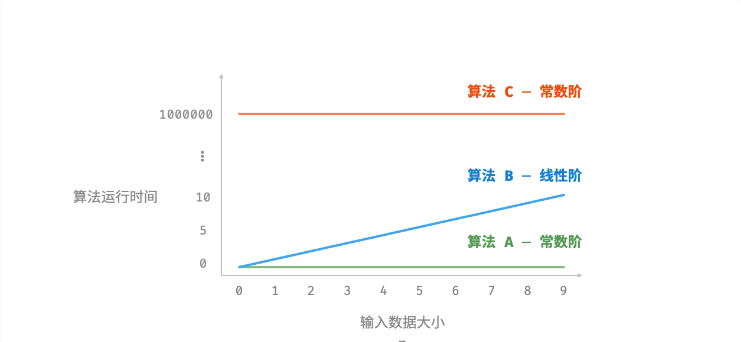 算法 C – 常数阶
1000000
⋮
算法 B – 线性阶
算法运行时间
10
5
算法 A – 常数阶
0
0 1 2 3 4 5 6 7 8 9
输入数据大小